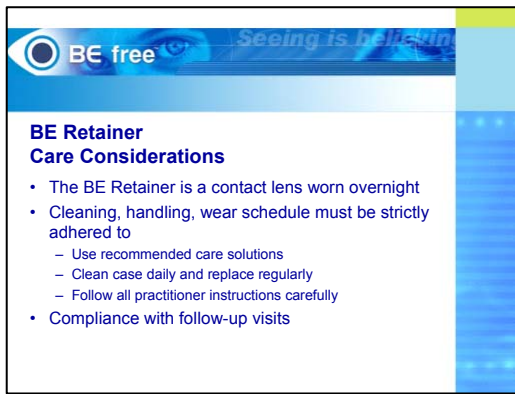 Seeing is believing
BE free
BE Retainer
Care Considerations
• The BE Retainer is a contact lens worn overnight
• Cleaning, handling, wear schedule must be strictly
adhered to
– Use recommended care solutions
– Clean case daily and replace regularly
– Follow all practitioner instructions carefully
• Compliance with follow-up visits